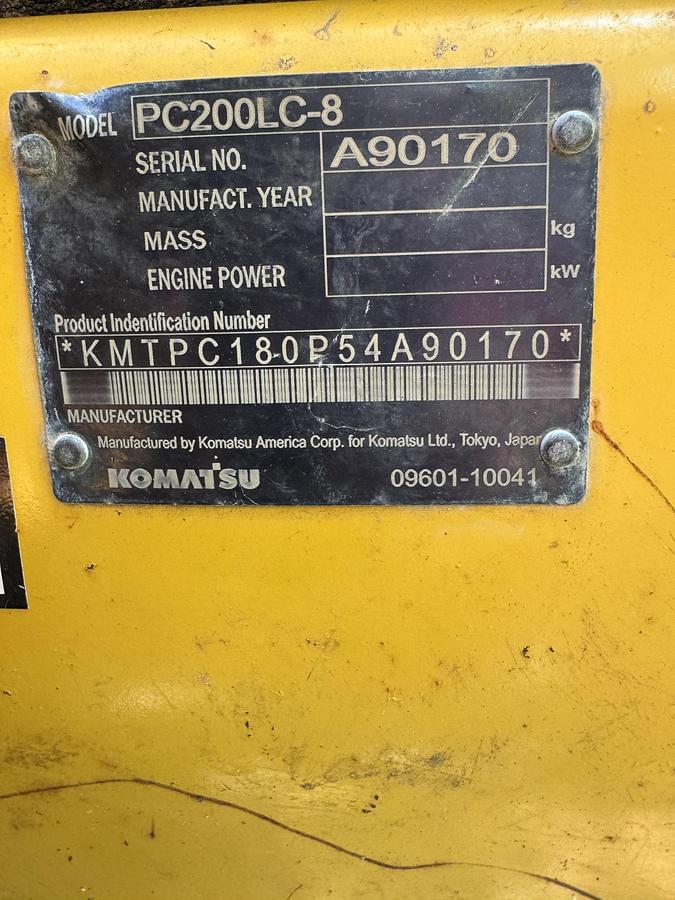 MODEL PC200LC-8
SERIAL NO. A90170
MANUFACT. YEAR
MASS kg
ENGINE POWER kW
Product Indentification Number
*KMTPC180P54A90170*
MANUFACTURER
Manufactured by Komatsu America Corp. for Komatsu Ltd., Tokyo, Japan
KOMATSU 09601-10041